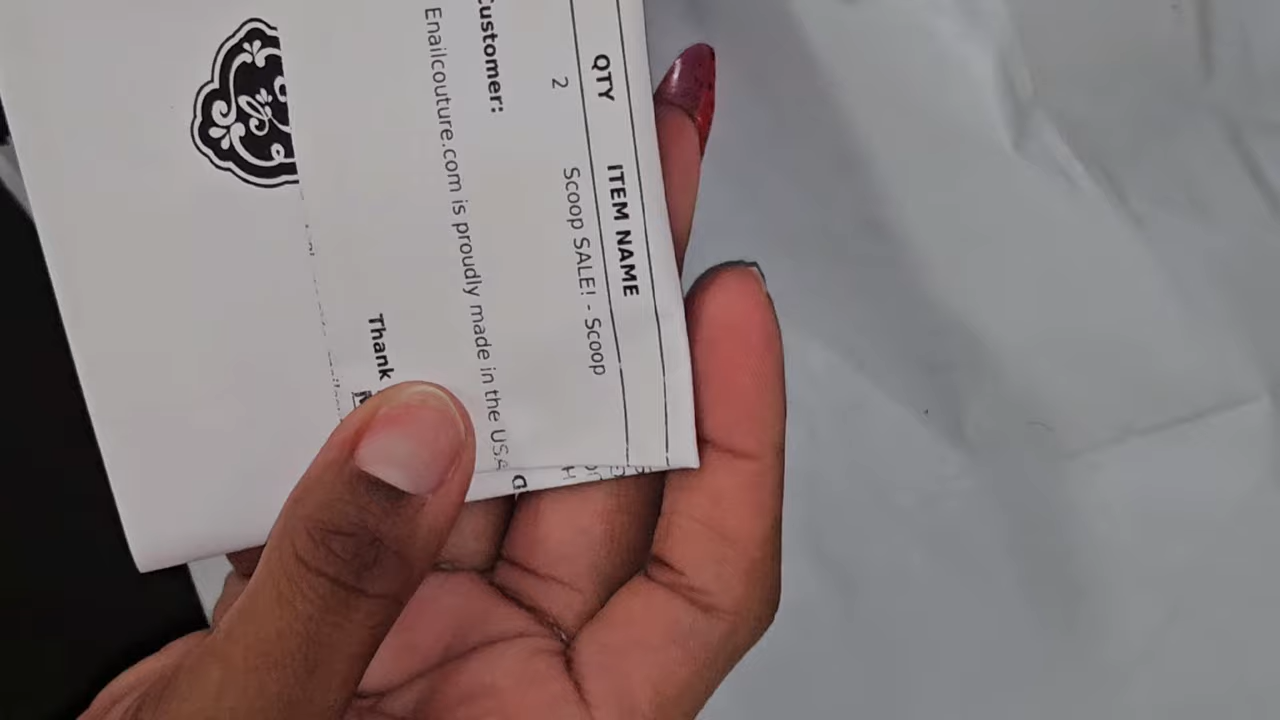 QTY ITEM NAME
2 Scoop SALE! - Scoop
Customer:
Enailcouture.com is proudly made in the USA
Thank